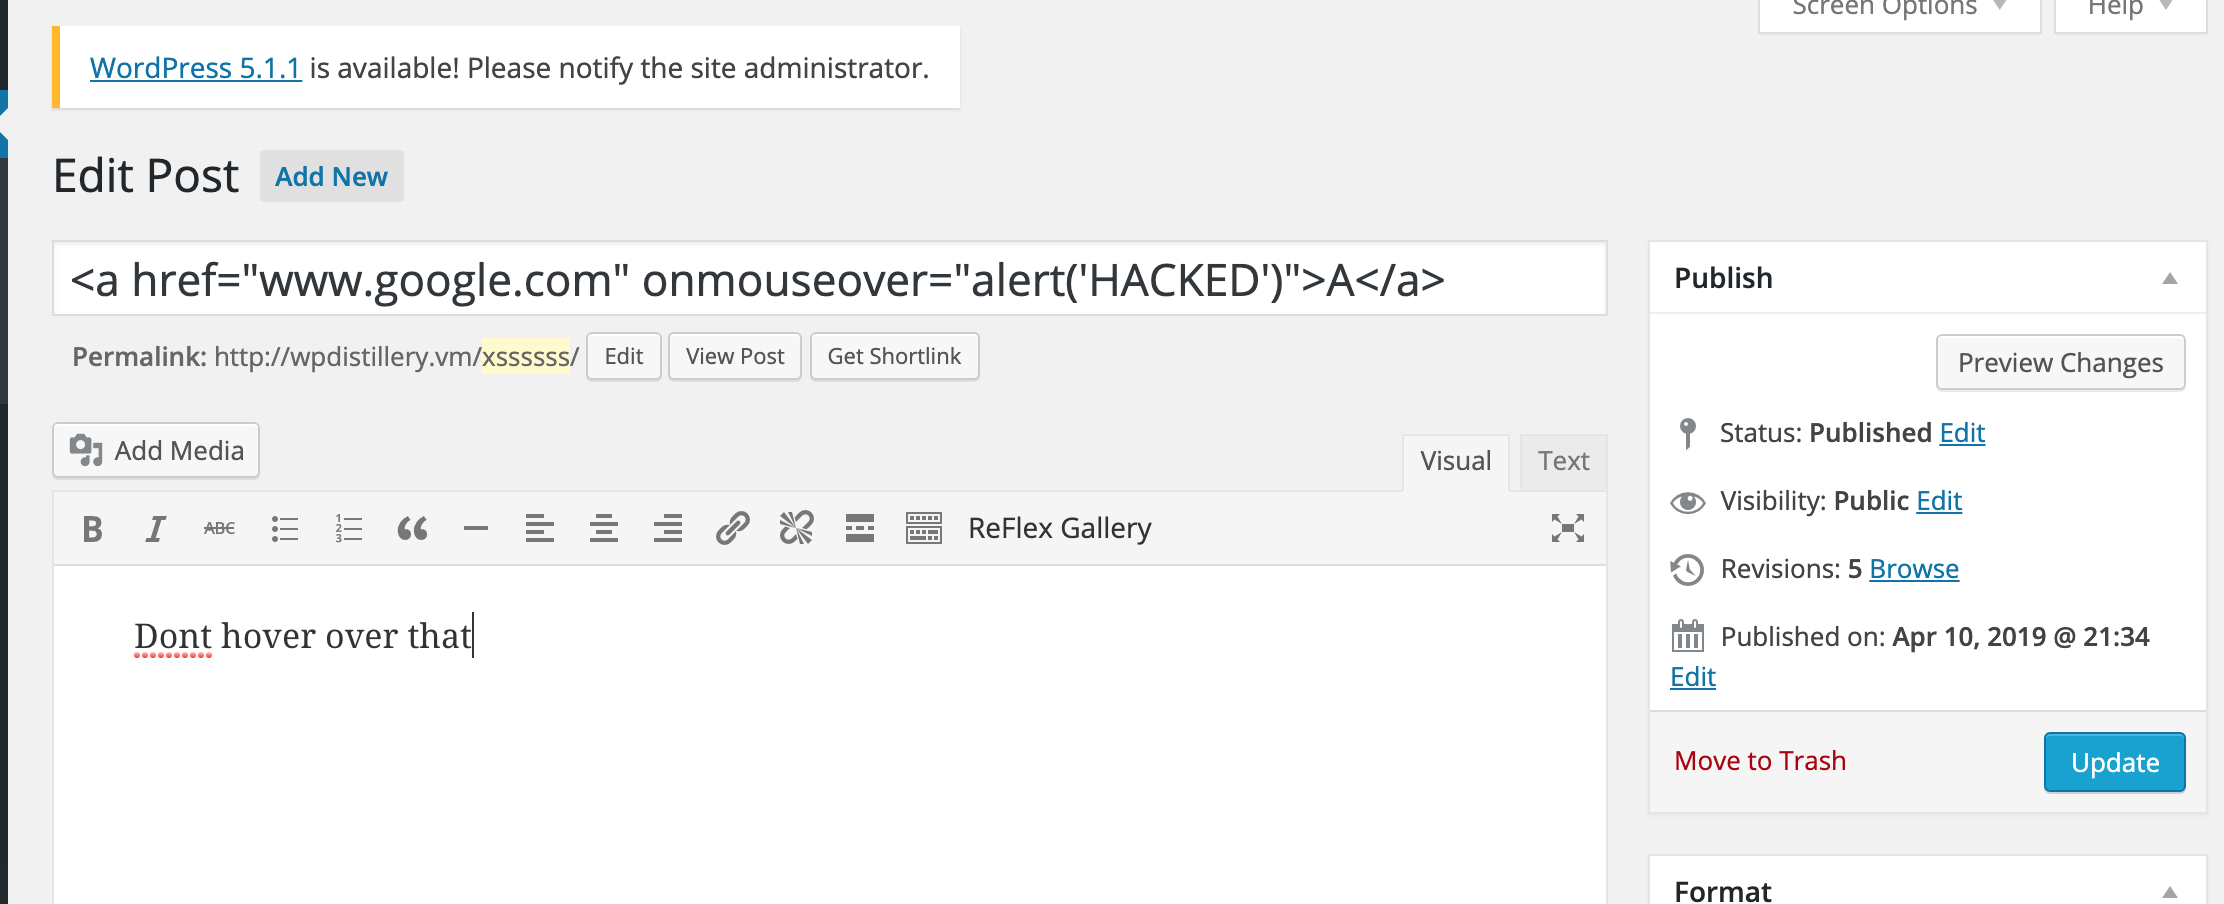 Screen Options Help
WordPress 5.1.1 is available! Please notify the site administrator.
Edit Post Add New
<a href="www.google.com" onmouseover="alert('HACKED')">A</a>
Permalink: http://wpdistillery.vm/xssssss/ Edit View Post Get Shortlink
Add Media
Visual Text
B I ABC ReFlex Gallery
Dont hover over that
Publish
Preview Changes
Status: Published Edit
Visibility: Public Edit
Revisions: 5 Browse
Published on: Apr 10, 2019 @ 21:34
Edit
Move to Trash Update
Format